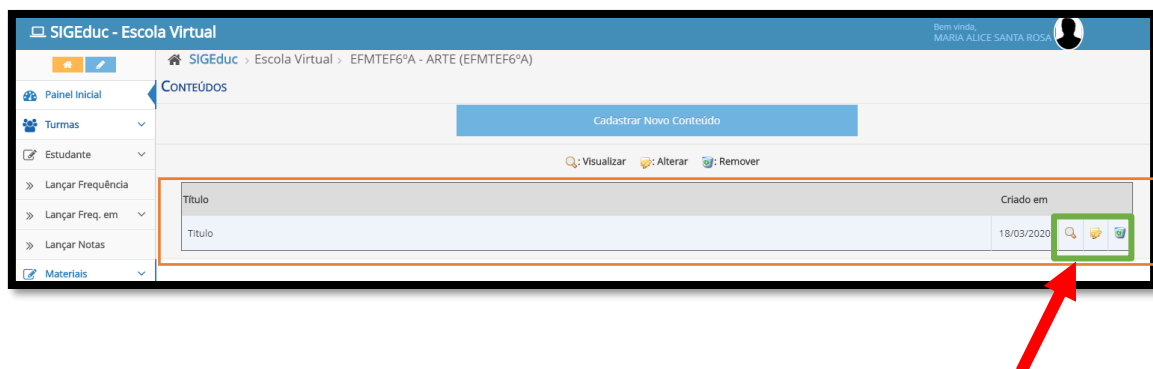 SIGEduc - Escola Virtual
Bem vinda,
MARIA ALICE SANTA ROSA
SIGEduc > Escola Virtual > EFMTEF6ºA - ARTE (EFMTEF6ºA)
CONTEÚDOS
Painel Inicial
Turmas
Estudante
Lançar Frequência
Lançar Freq. em
Lançar Notas
Materiais
Cadastrar Novo Conteúdo
: Visualizar : Alterar : Remover
Título Criado em
Titulo 18/03/2020